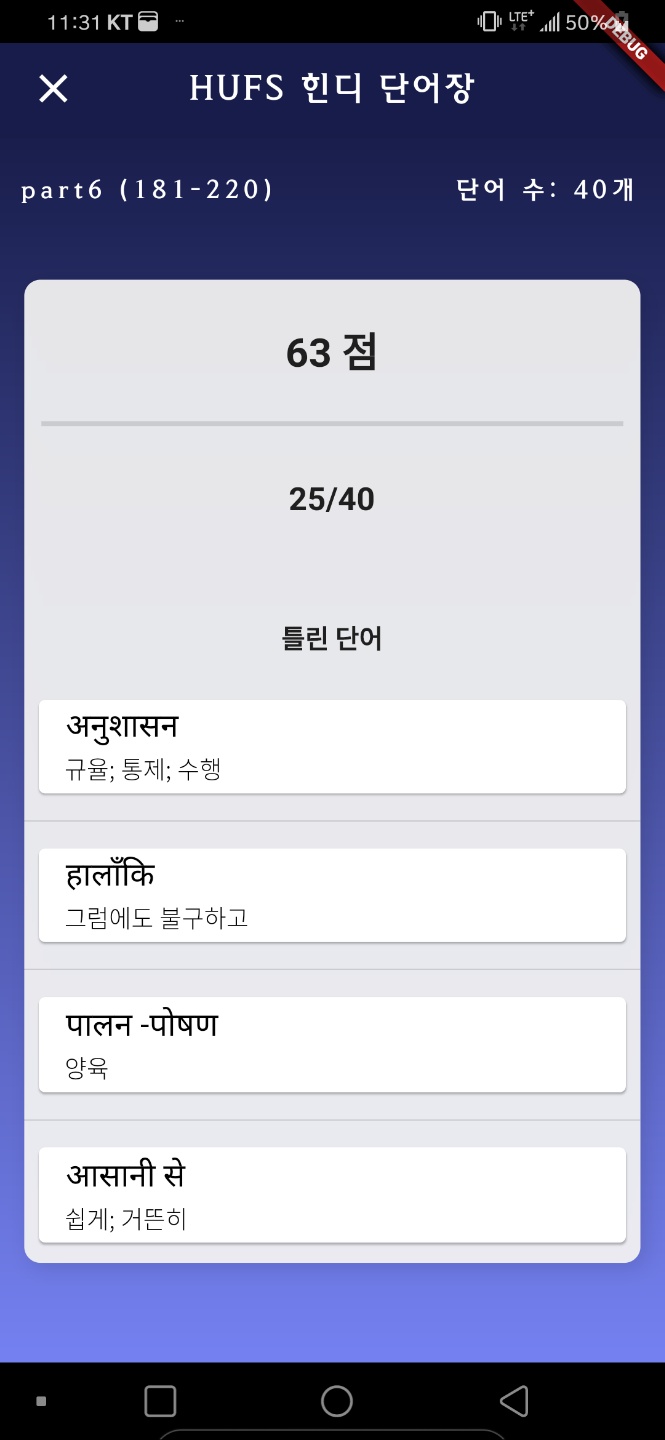 11:31 KT ...
LTE+ 50%
DEBUG
HUFS 힌디 단어장
part6 (181-220)
단어 수: 40개
63 점
25/40
틀린 단어
अनुशासन
규율; 통제; 수행
हालाँकि
그럼에도 불구하고
पालन -पोषण
양육
आसानी से
쉽게; 거뜬히